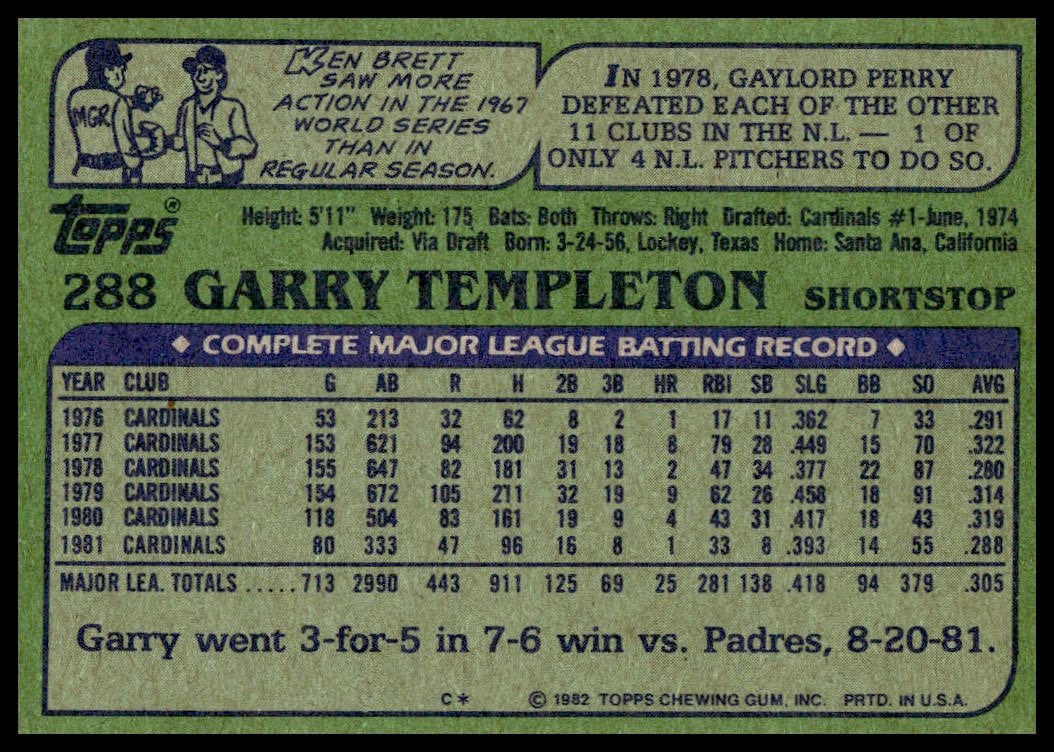 KEN BRETT
SAW MORE
ACTION IN THE 1967
WORLD SERIES
THAN IN
REGULAR SEASON.
MGR
IN 1978, GAYLORD PERRY
DEFEATED EACH OF THE OTHER
11 CLUBS IN THE N.L. — 1 OF
ONLY 4 N.L. PITCHERS TO DO SO.
TOPPS®
Height: 5'11" Weight: 175 Bats: Both Throws: Right Drafted: Cardinals #1-June, 1974
Acquired: Via Draft Born: 3-24-56, Lockey, Texas Home: Santa Ana, California
288 GARRY TEMPLETON SHORTSTOP
◆ COMPLETE MAJOR LEAGUE BATTING RECORD ◆
YEAR CLUB G AB R H 2B 3B HR RBI SB SLG BB SO AVG
1976 CARDINALS 53 213 32 62 8 2 1 17 11 .362 7 33 .291
1977 CARDINALS 153 621 94 200 19 18 8 79 28 .449 15 70 .322
1978 CARDINALS 155 647 82 181 31 13 2 47 34 .377 22 87 .280
1979 CARDINALS 154 672 105 211 32 19 9 62 26 .458 18 91 .314
1980 CARDINALS 118 504 83 161 19 9 4 43 31 .417 18 43 .319
1981 CARDINALS 80 333 47 96 16 8 1 33 8 .393 14 55 .288
MAJOR LEA. TOTALS .....713 2990 443 911 125 69 25 281 138 .418 94 379 .305
Garry went 3-for-5 in 7-6 win vs. Padres, 8-20-81.
C* © 1982 TOPPS CHEWING GUM, INC. PRTD. IN U.S.A.